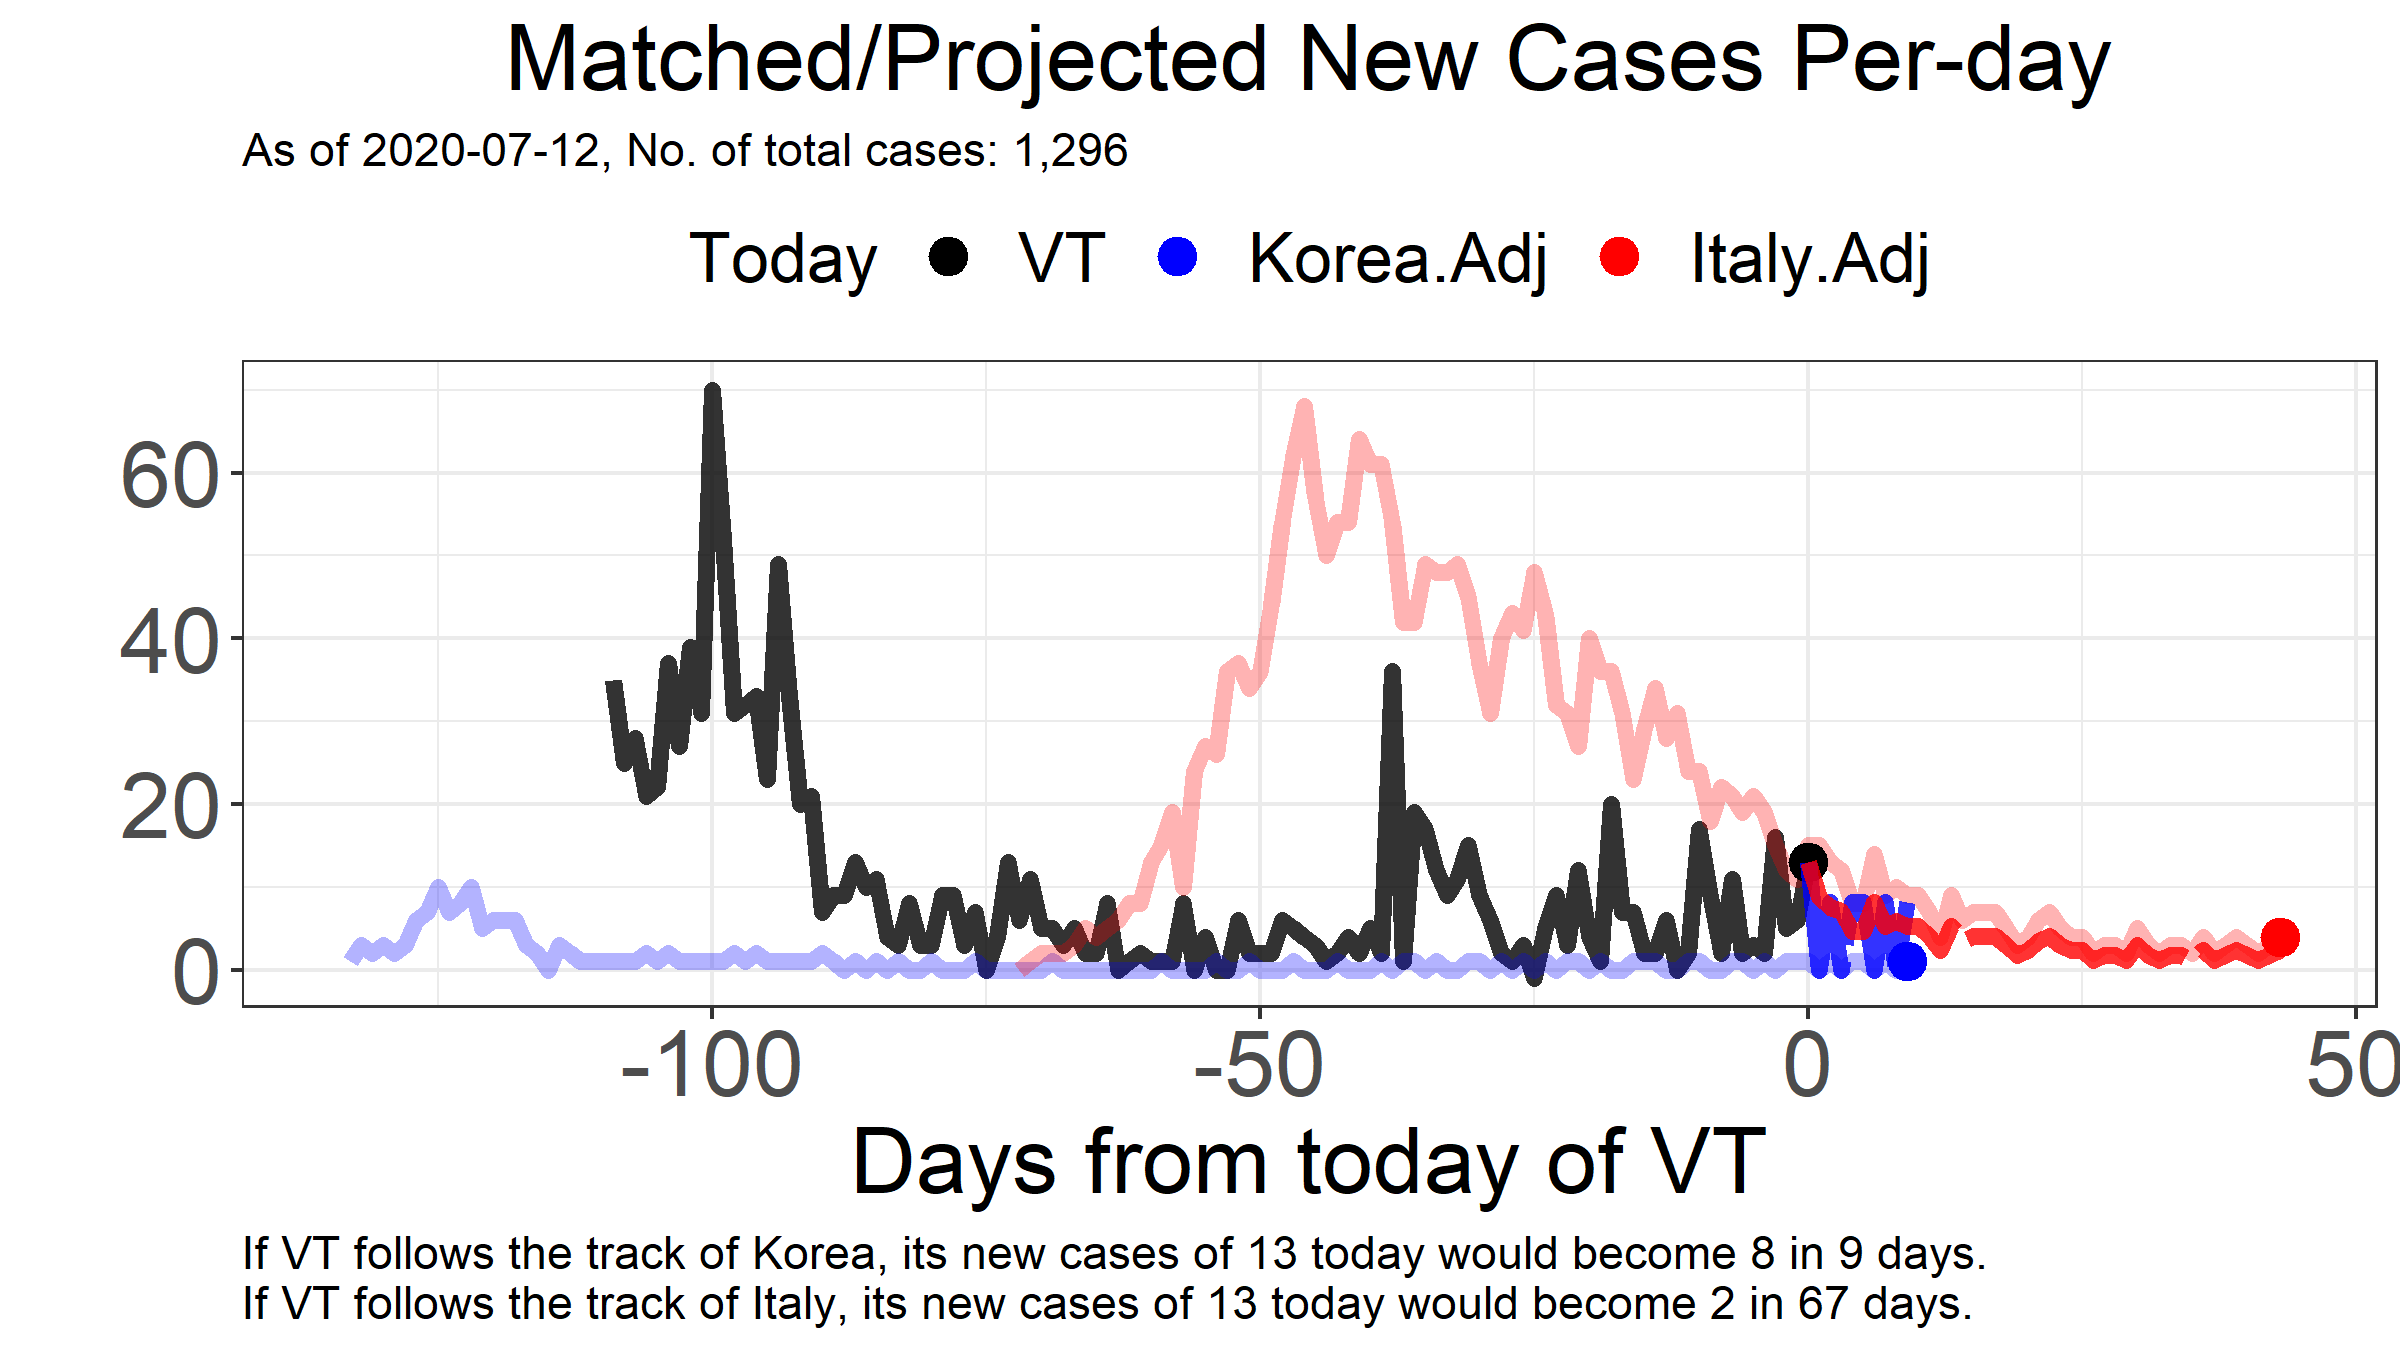 Matched/Projected New Cases Per-day
As of 2020-07-12, No. of total cases: 1,296
Today VT Korea.Adj Italy.Adj
60
40
20
0
-100 -50 0 50
Days from today of VT
If VT follows the track of Korea, its new cases of 13 today would become 8 in 9 days.
If VT follows the track of Italy, its new cases of 13 today would become 2 in 67 days.